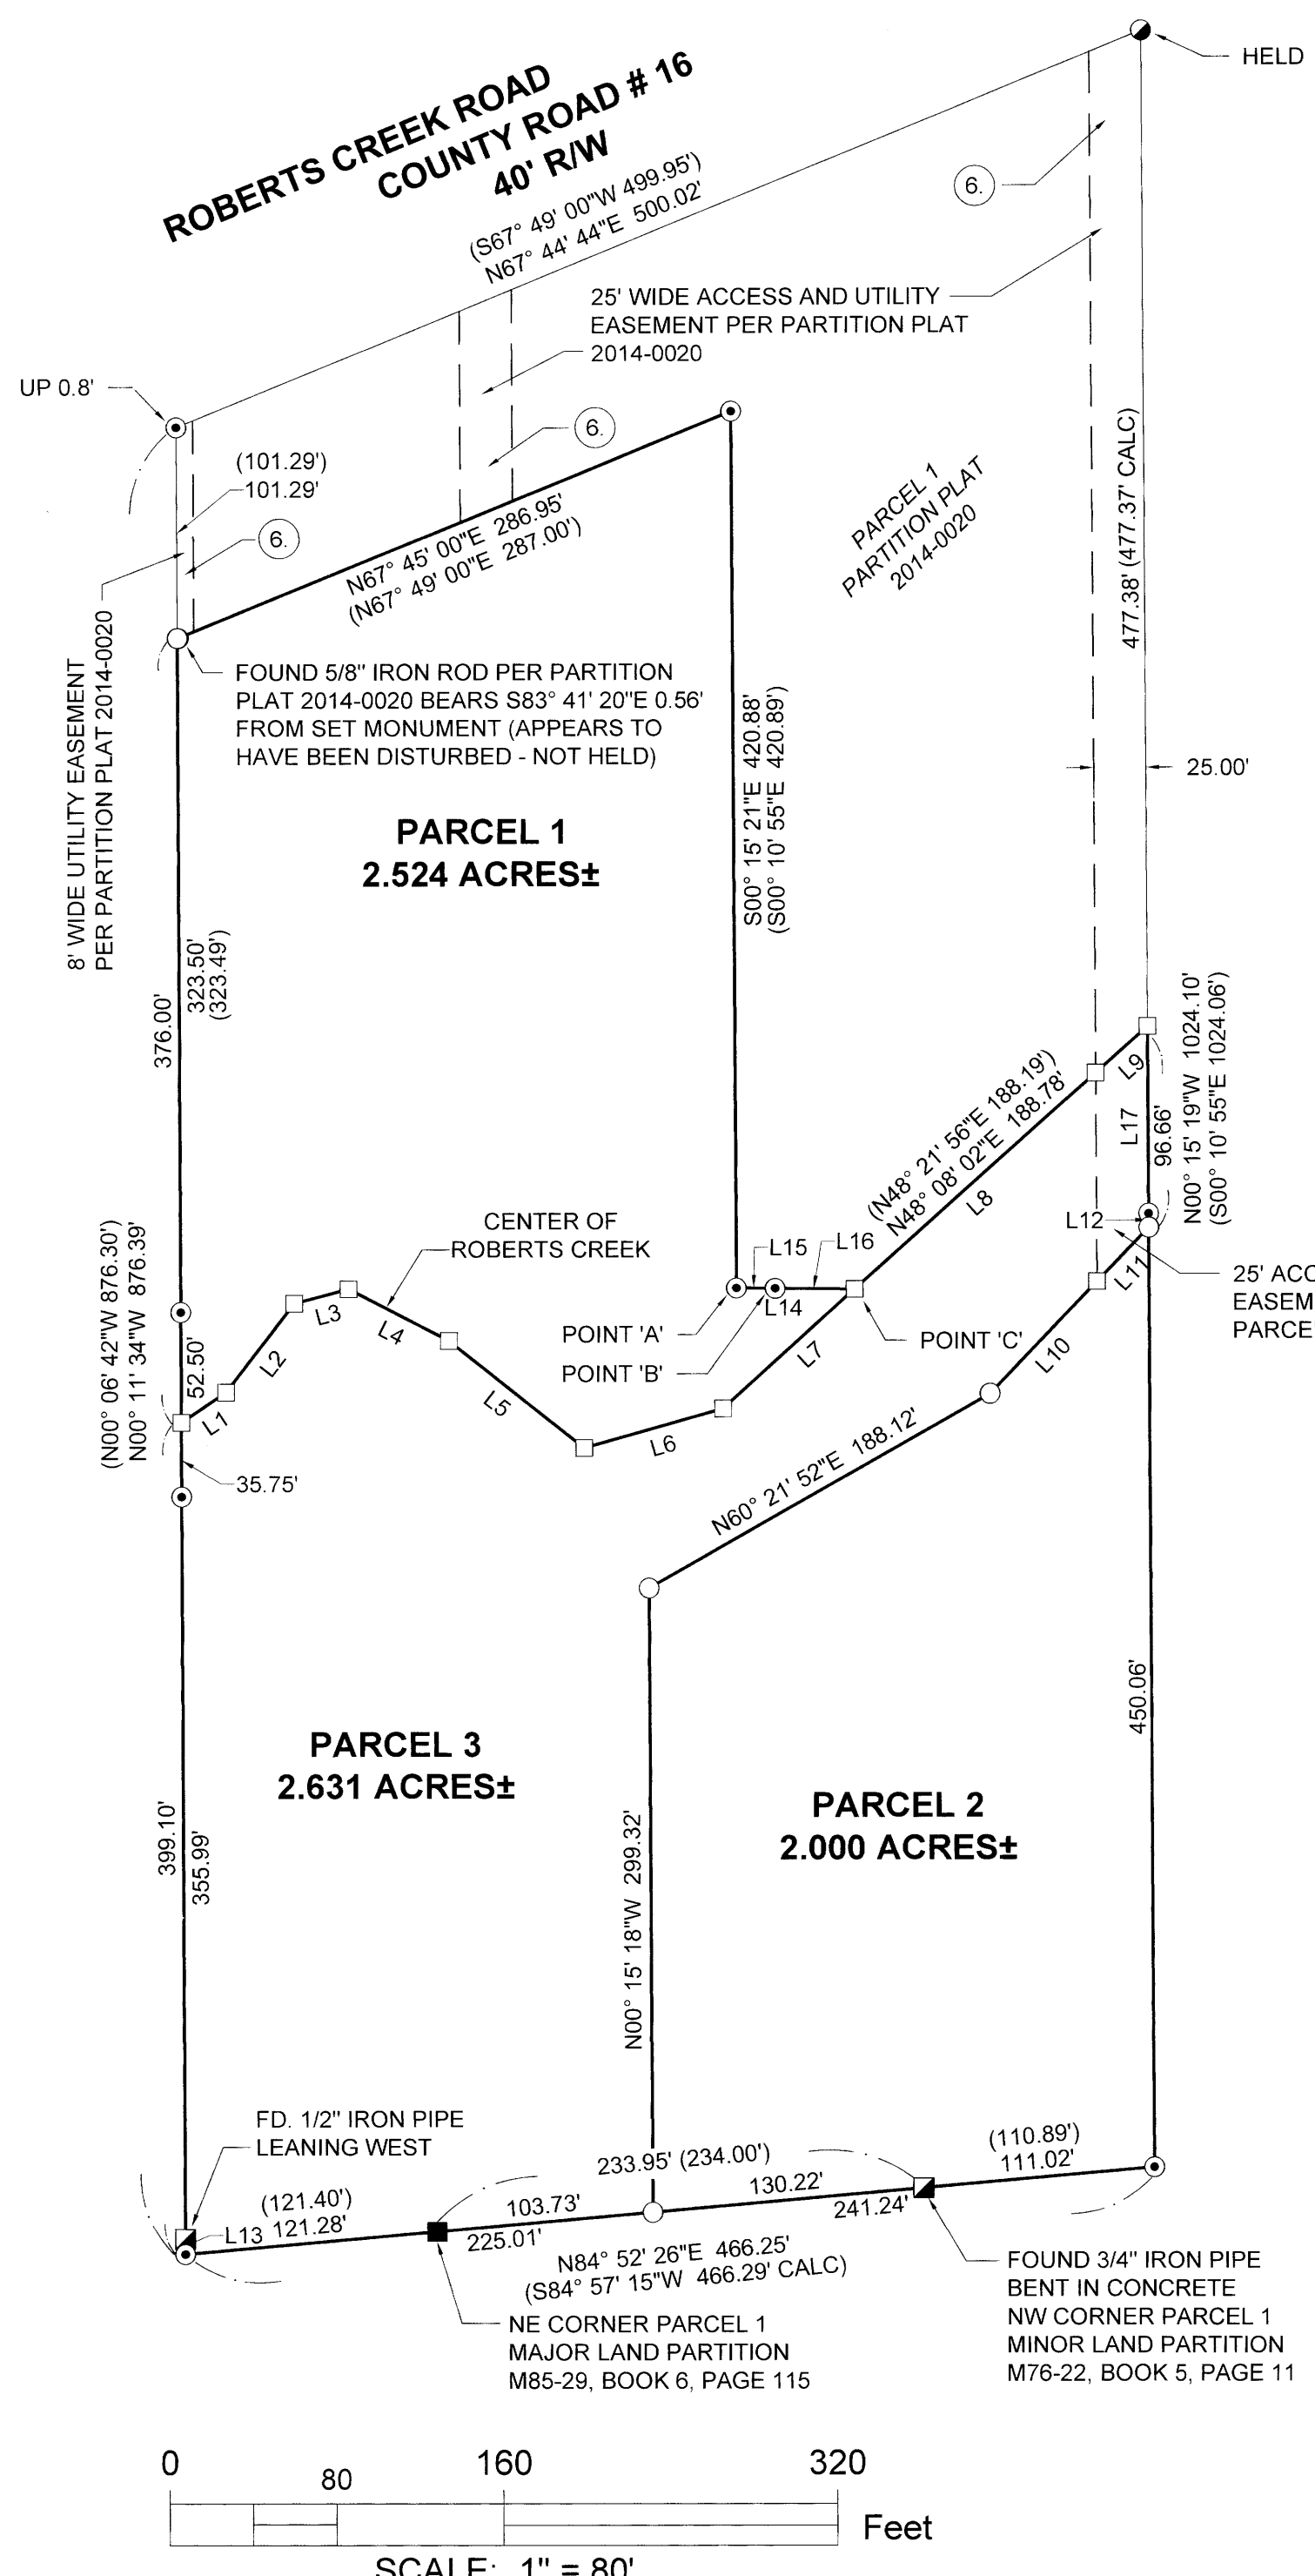 HELD
ROBERTS CREEK ROAD
COUNTY ROAD # 16
40' R/W
(S67° 49' 00"W 499.95')
N67° 44' 44"E 500.02'
6.
25' WIDE ACCESS AND UTILITY
EASEMENT PER PARTITION PLAT
2014-0020
UP 0.8'
6.
(101.29')
101.29'
6.
N67° 45' 00"E 286.95'
(N67° 49' 00"E 287.00')
PARCEL 1
PARTITION PLAT
2014-0020
477.38' (477.37' CALC)
8' WIDE UTILITY EASEMENT
PER PARTITION PLAT 2014-0020
FOUND 5/8" IRON ROD PER PARTITION
PLAT 2014-0020 BEARS S83° 41' 20"E 0.56'
FROM SET MONUMENT (APPEARS TO
HAVE BEEN DISTURBED - NOT HELD)
S00° 15' 21"E 420.88'
(S00° 10' 55"E 420.89')
25.00'
PARCEL 1
2.524 ACRES±
376.00'
323.50'
(323.49')
(N48° 21' 56"E 188.19')
N48° 08' 02"E 188.78'
L8
L9
L17
96.66'
N00° 15' 19"W 1024.10'
(S00° 10' 55"E 1024.06')
L12
L11
25' ACC
EASEM
PARCE
CENTER OF
ROBERTS CREEK
L15
L16
L14
POINT 'A'
POINT 'B'
POINT 'C'
(N00° 06' 42"W 876.30')
N00° 11' 34"W 876.39'
52.50'
L1
L2
L3
L4
L5
L6
L7
L10
35.75'
N60° 21' 52"E 188.12'
450.06'
PARCEL 3
2.631 ACRES±
PARCEL 2
2.000 ACRES±
399.10'
355.99'
N00° 15' 18"W 299.32'
FD. 1/2" IRON PIPE
LEANING WEST
(121.40')
L13 121.28'
233.95' (234.00')
103.73'
225.01'
130.22'
241.24'
(110.89')
111.02'
N84° 52' 26"E 466.25'
(S84° 57' 15"W 466.29' CALC)
NE CORNER PARCEL 1
MAJOR LAND PARTITION
M85-29, BOOK 6, PAGE 115
FOUND 3/4" IRON PIPE
BENT IN CONCRETE
NW CORNER PARCEL 1
MINOR LAND PARTITION
M76-22, BOOK 5, PAGE 11
0 80 160 320
Feet
SCALE: 1" = 80'